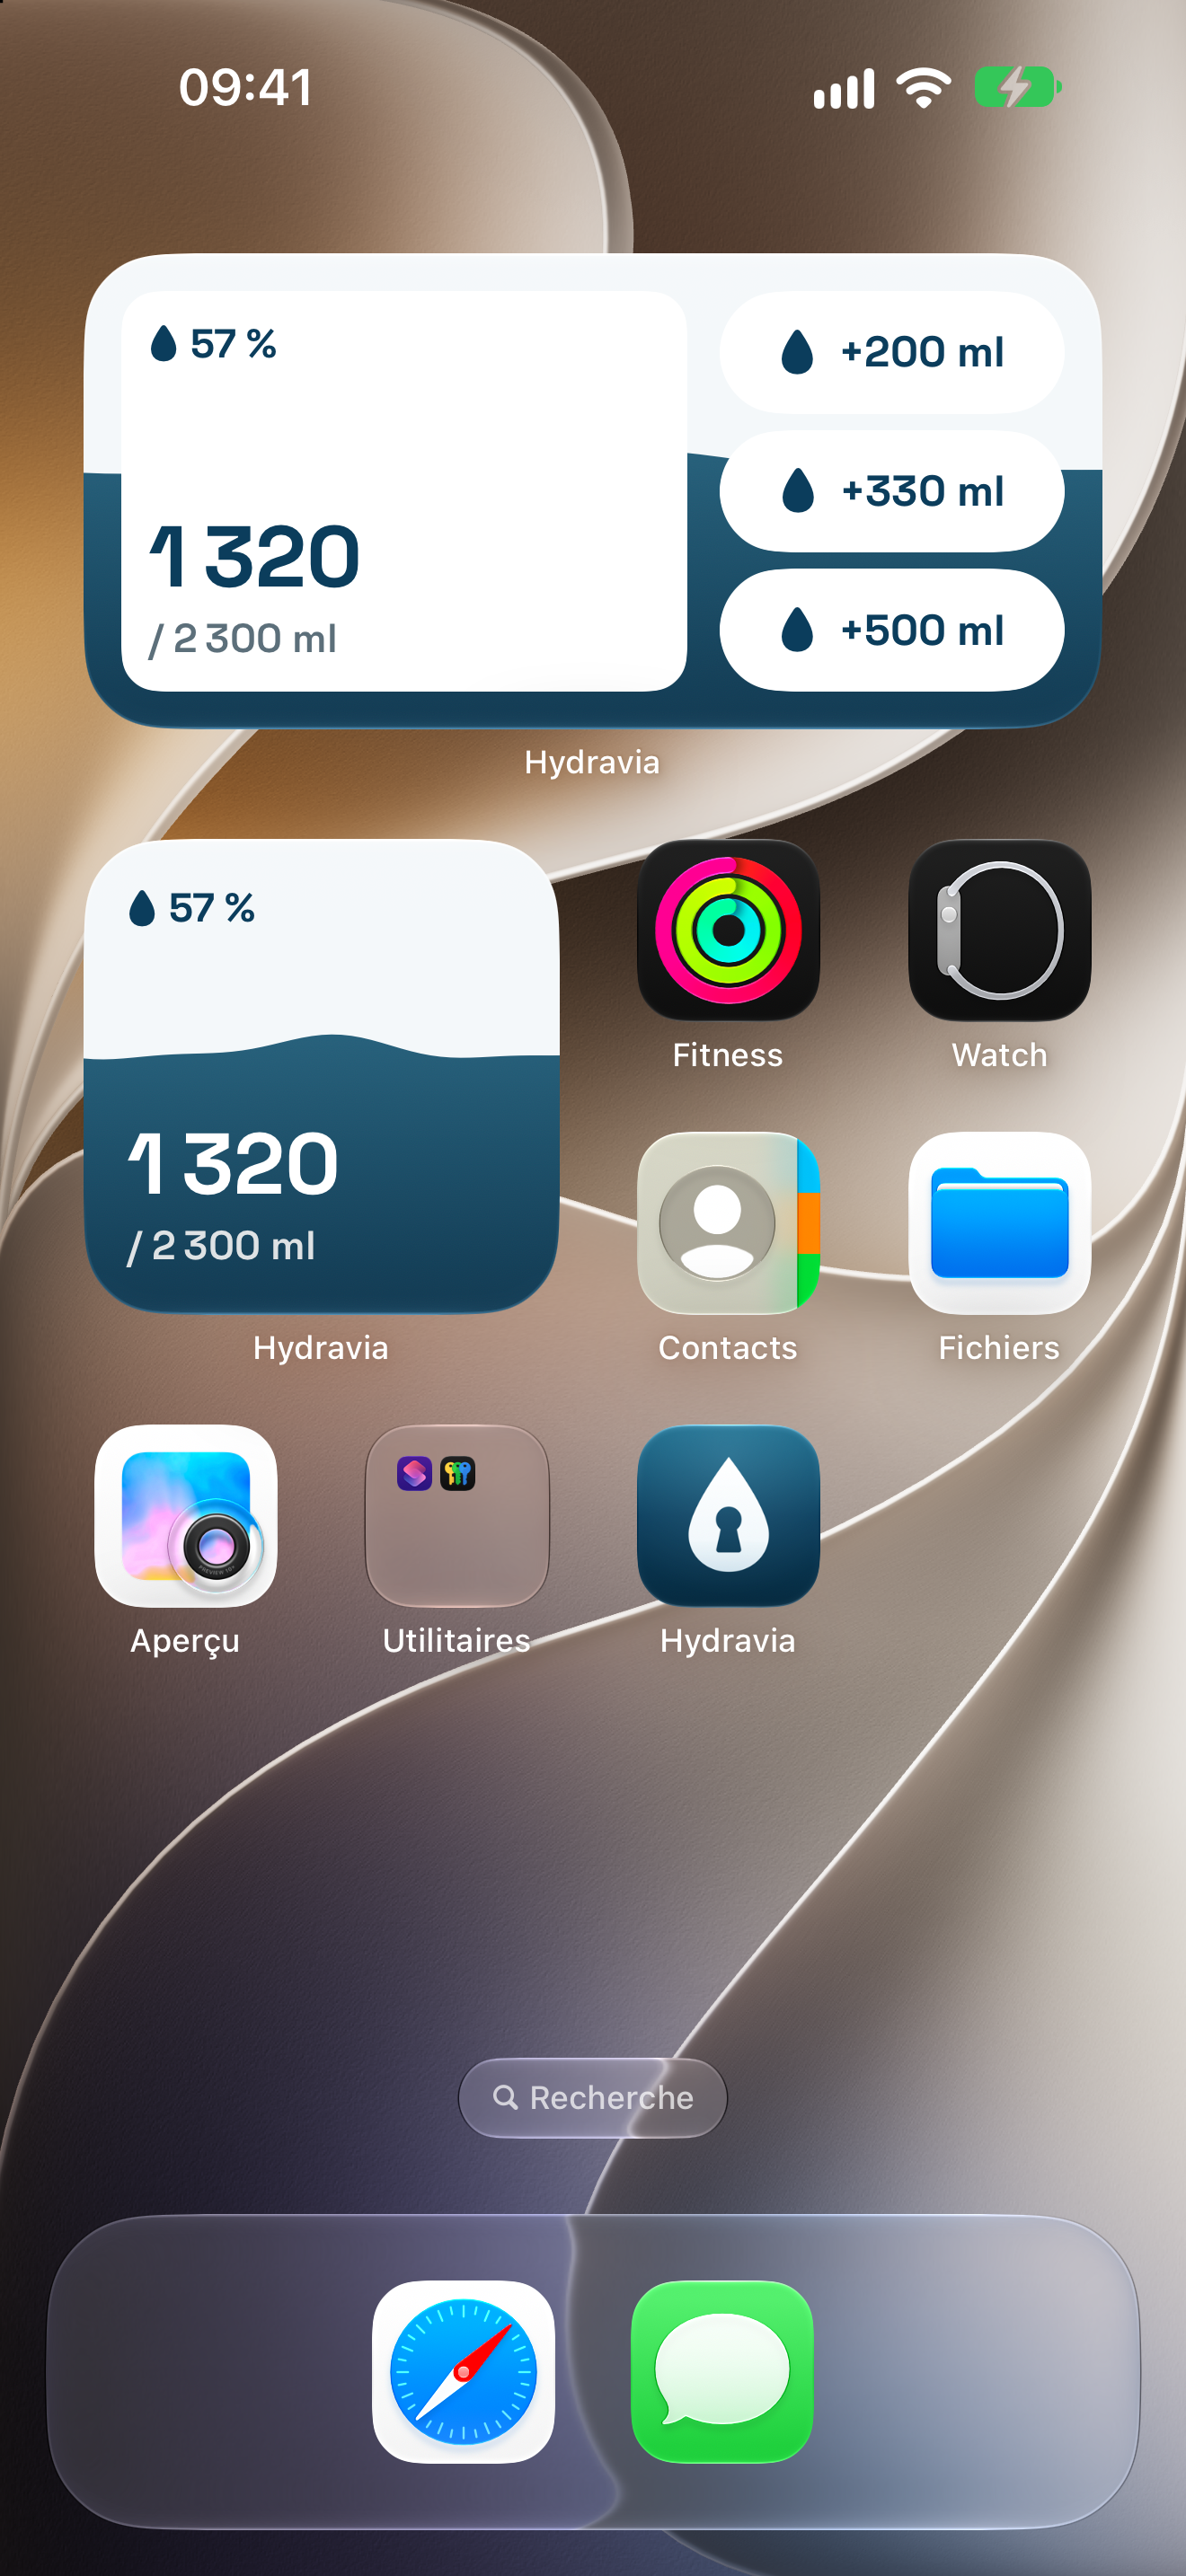 09:41
57 %
1 320
/ 2 300 ml
+200 ml
+330 ml
+500 ml
Hydravia
57 %
1 320
/ 2 300 ml
Hydravia
Fitness
Watch
Contacts
Fichiers
Aperçu
Utilitaires
Hydravia
Recherche